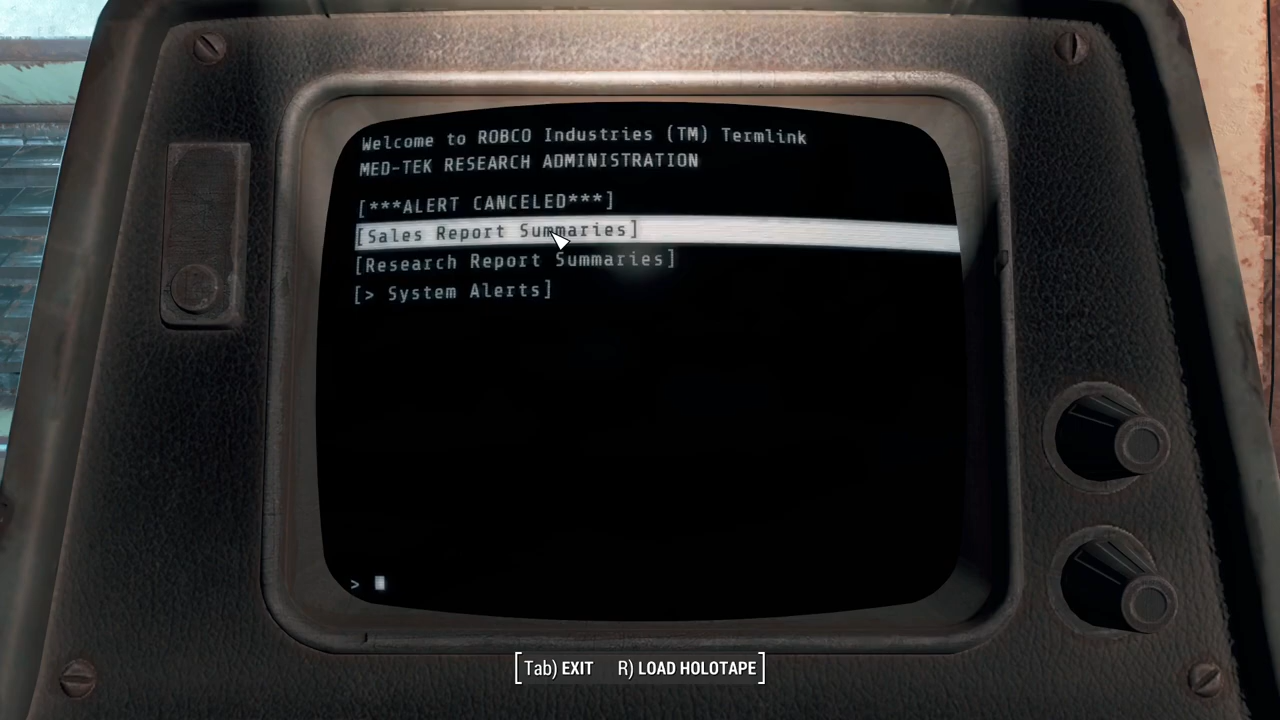 Welcome to ROBCO Industries (TM) Termlink
MED-TEK RESEARCH ADMINISTRATION
[***ALERT CANCELED***]
[Sales Report Summaries]
[Research Report Summaries]
[> System Alerts]
>
[Tab) EXIT R) LOAD HOLOTAPE]